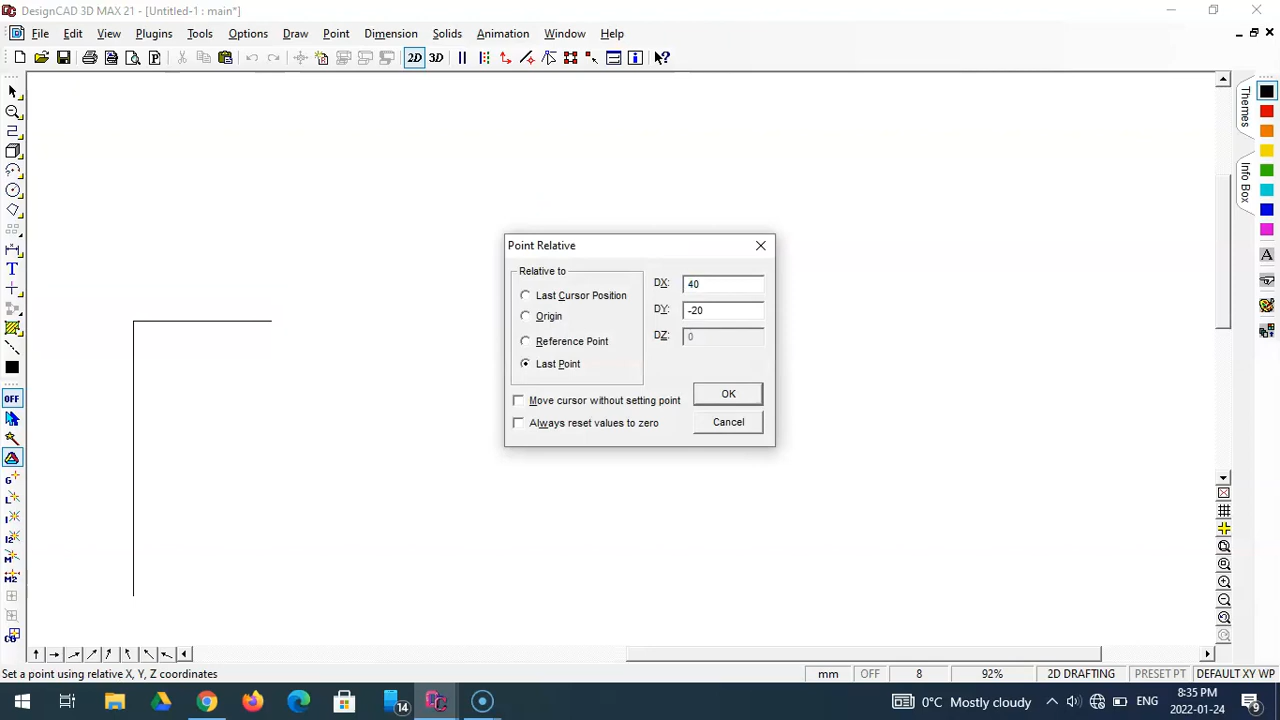 DesignCAD 3D MAX 21 - [Untitled-1 : main*]
File Edit View Plugins Tools Options Draw Point Dimension Solids Animation Window Help
2D 3D
Themes
Info Box
Point Relative
Relative to
Last Cursor Position
Origin
Reference Point
Last Point
DX: 40
DY: -20
DZ: 0
Move cursor without setting point
Always reset values to zero
OK
Cancel
T
A
OFF
G
L
I
I2
M
M2
Set a point using relative X, Y, Z coordinates
mm OFF 8 92% 2D DRAFTING PRESET PT DEFAULT XY WP
14
0°C Mostly cloudy
ENG
8:35 PM
2022-01-24
9